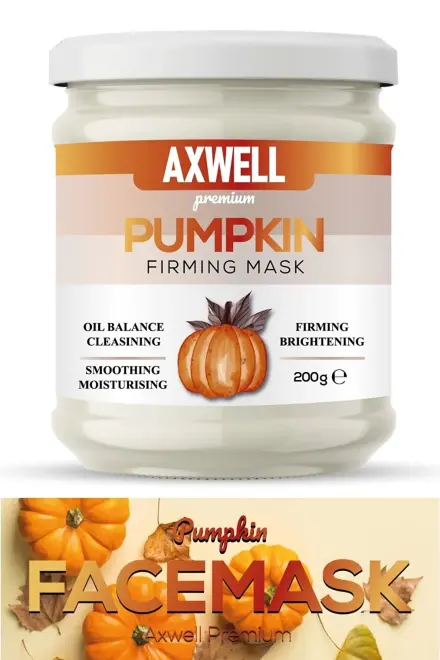 AXWELL
premium
PUMPKIN
FIRMING MASK
OIL BALANCE
CLEASINING
FIRMING
BRIGHTENING
SMOOTHING
MOISTURISING
200g ℮
Pumpkin
FACEMASK
Axwell Premium